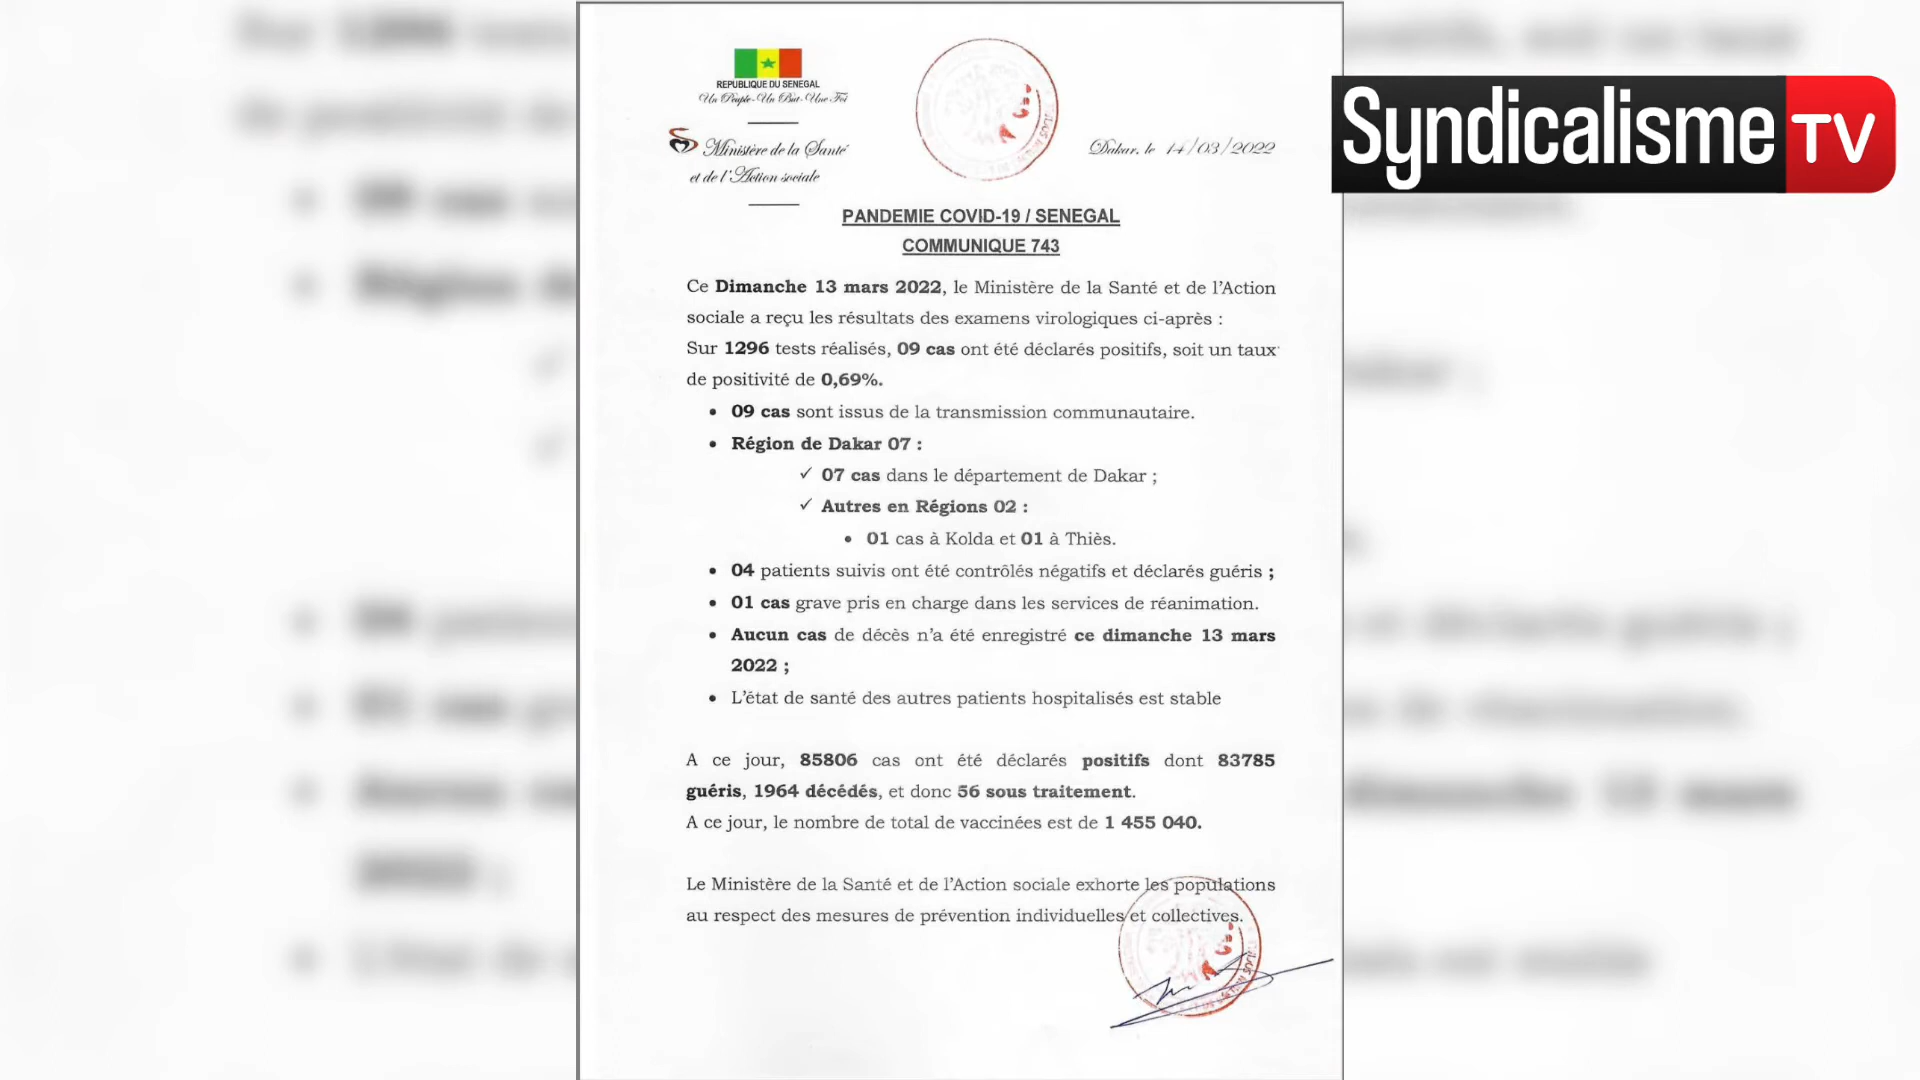 Syndicalisme TV
REPUBLIQUE DU SENEGAL
Un Peuple-Un But-Une Foi
Ministère de la Santé
et de l'Action sociale
Dakar, le 14/03/2022
PANDEMIE COVID-19 / SENEGAL
COMMUNIQUE 743
Ce Dimanche 13 mars 2022, le Ministère de la Santé et de l'Action
sociale a reçu les résultats des examens virologiques ci-après :
Sur 1296 tests réalisés, 09 cas ont été déclarés positifs, soit un taux
de positivité de 0,69%.
• 09 cas sont issus de la transmission communautaire.
• Région de Dakar 07 :
✓ 07 cas dans le département de Dakar ;
✓ Autres en Régions 02 :
• 01 cas à Kolda et 01 à Thiès.
• 04 patients suivis ont été contrôlés négatifs et déclarés guéris ;
• 01 cas grave pris en charge dans les services de réanimation.
• Aucun cas de décès n'a été enregistré ce dimanche 13 mars
2022 ;
• L'état de santé des autres patients hospitalisés est stable
A ce jour, 85806 cas ont été déclarés positifs dont 83785
guéris, 1964 décédés, et donc 56 sous traitement.
A ce jour, le nombre de total de vaccinées est de 1 455 040.
Le Ministère de la Santé et de l'Action sociale exhorte les populations
au respect des mesures de prévention individuelles et collectives.